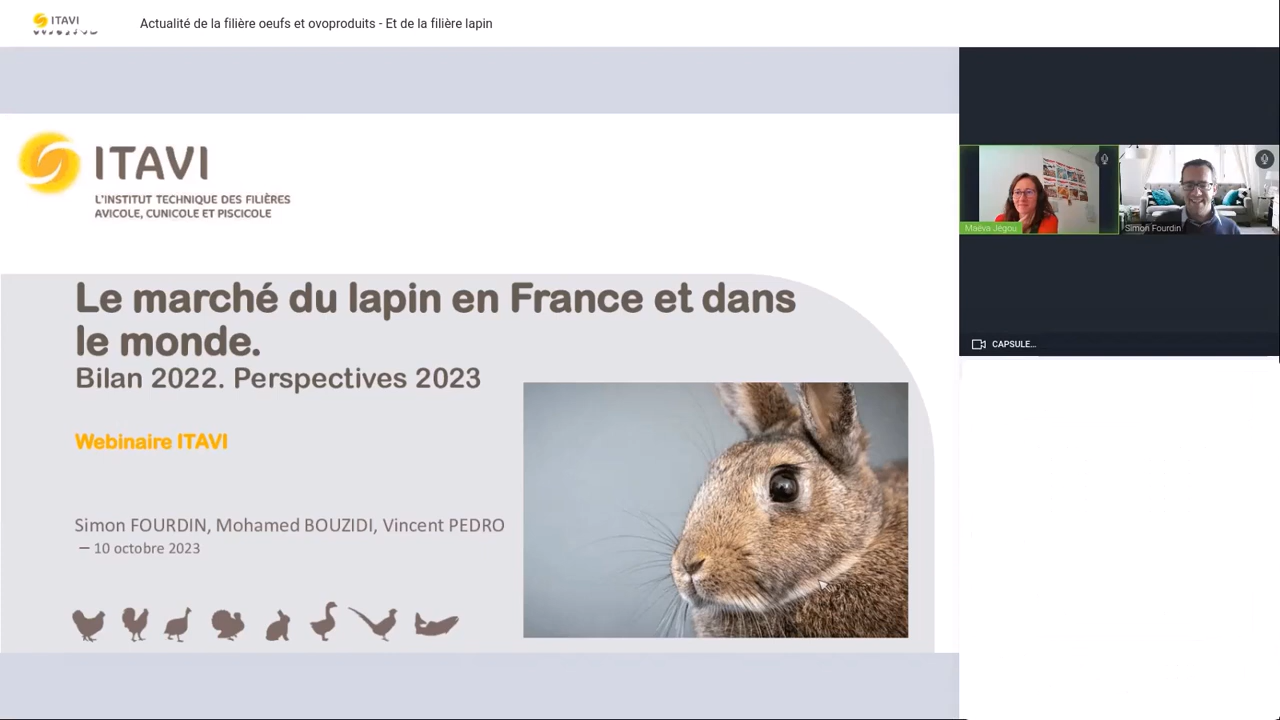 ITAVI
Actualité de la filière oeufs et ovoproduits - Et de la filière lapin
ITAVI
L'INSTITUT TECHNIQUE DES FILIÈRES
AVICOLE, CUNICOLE ET PISCICOLE
Le marché du lapin en France et dans
le monde.
Bilan 2022. Perspectives 2023
Webinaire ITAVI
Simon FOURDIN, Mohamed BOUZIDI, Vincent PEDRO
– 10 octobre 2023
Maëva Jégou
Simon Fourdin
CAPSULE...